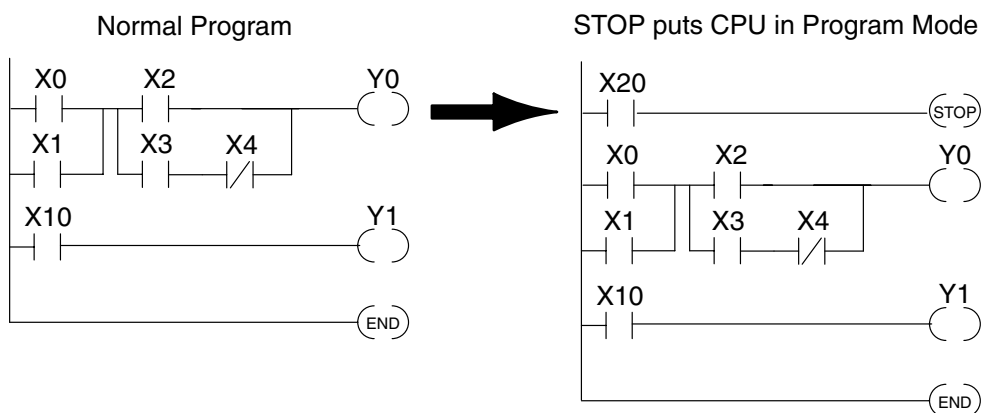 Normal Program
X0 X2 Y0
X1 X3 X4
X10 Y1
END
STOP puts CPU in Program Mode
X20
STOP
X0 X2 Y0
X1 X3 X4
X10 Y1
END